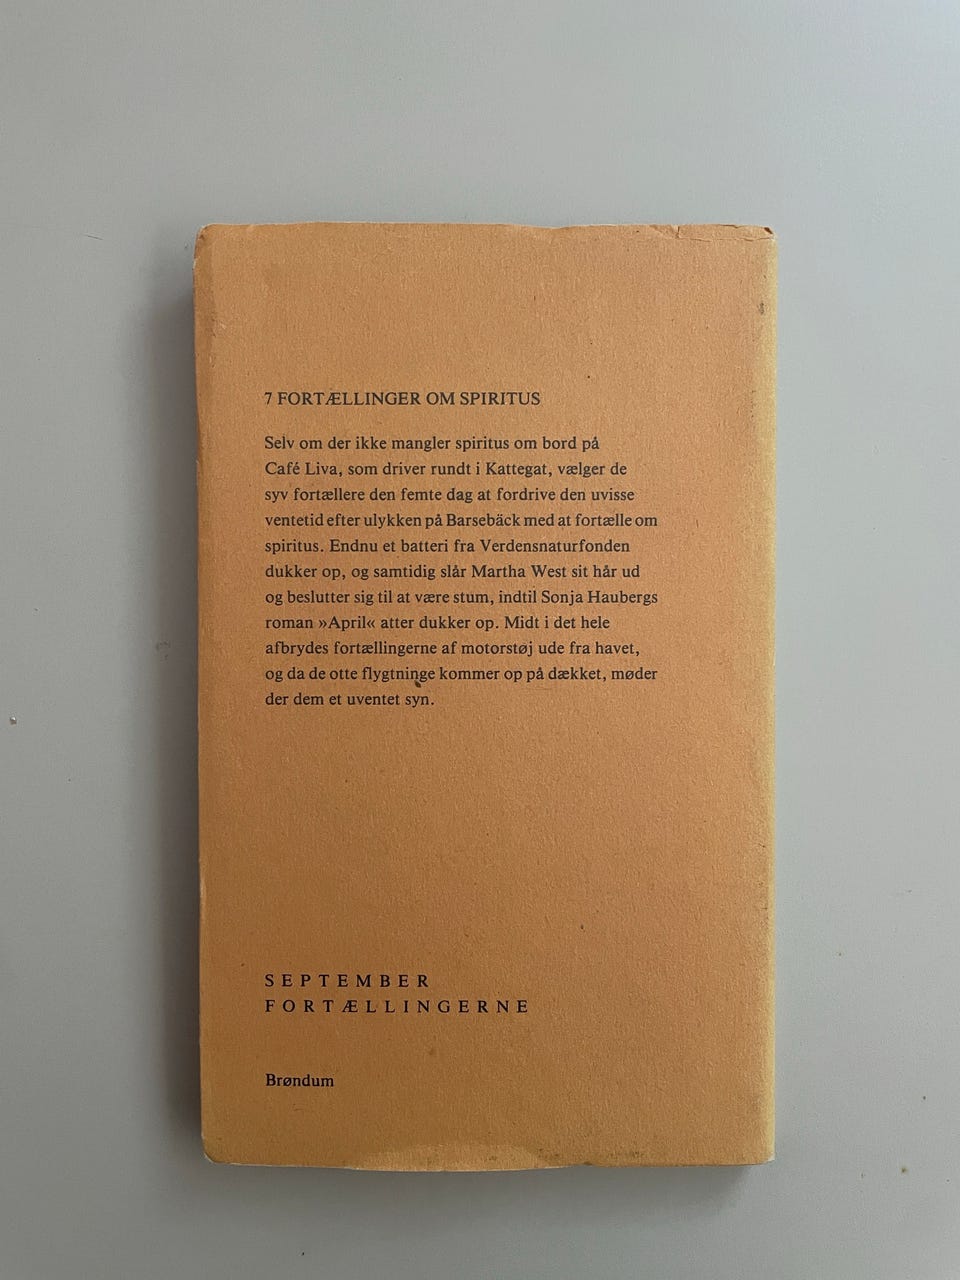 7 FORTÆLLINGER OM SPIRITUS
Selv om der ikke mangler spiritus om bord på
Café Liva, som driver rundt i Kattegat, vælger de
syv fortællere den femte dag at fordrive den uvisse
ventetid efter ulykken på Barsebäck med at fortælle om
spiritus. Endnu et batteri fra Verdensnaturfonden
dukker op, og samtidig slår Martha West sit hår ud
og beslutter sig til at være stum, indtil Sonja Haubergs
roman »April« atter dukker op. Midt i det hele
afbrydes fortællingerne af motorstøj ude fra havet,
og da de otte flygtninge kommer op på dækket, møder
der dem et uventet syn.
SEPTEMBER
FORTÆLLINGERNE
Brøndum